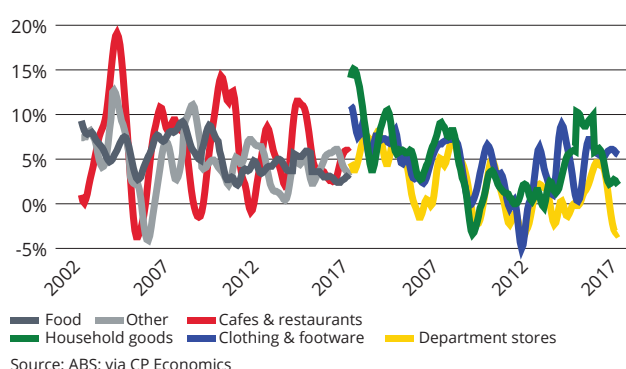 20%
15%
10%
5%
0%
-5%
2002 2007 2012 2017 2007 2012 2017
Food Other Cafes & restaurants
Household goods Clothing & footware Department stores
Source: ABS; via CP Economics